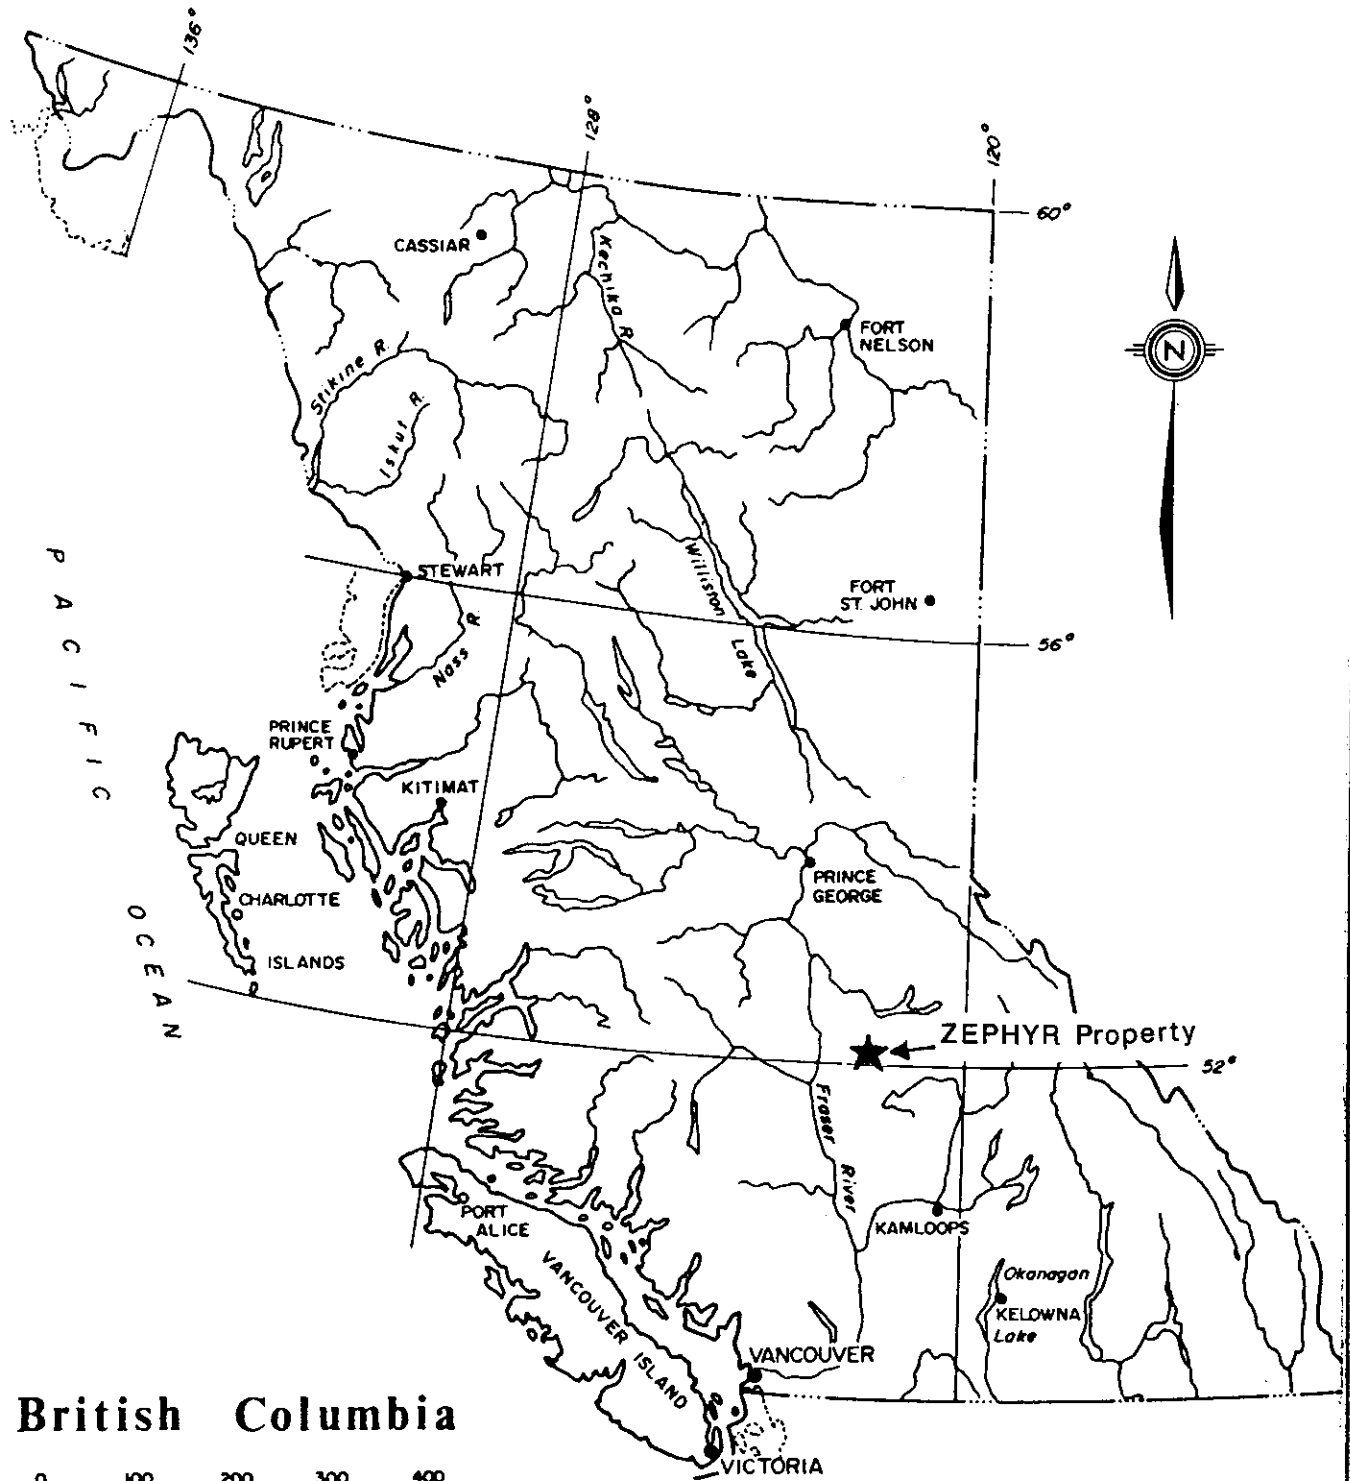 136°
128°
120°
60°
CASSIAR
Kechika R.
FORT
NELSON
N
Stikine R.
Iskut R.
STEWART
Williston
Lake
FORT
ST. JOHN
56°
Nass R
PACIFIC
OCEAN
PRINCE
RUPERT
KITIMAT
QUEEN
CHARLOTTE
ISLANDS
PRINCE
GEORGE
ZEPHYR Property
52°
Fraser
River
PORT
ALICE
KAMLOOPS
VANCOUVER ISLAND
Okanagan
KELOWNA
Lake
VANCOUVER
British Columbia
0 100 200 300 400
VICTORIA